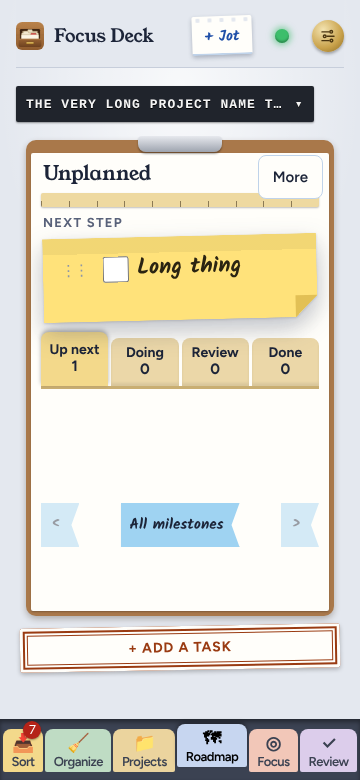 Focus Deck
+ Jot
THE VERY LONG PROJECT NAME T… ▾
Unplanned
More
NEXT STEP
Long thing
Up next
1
Doing
0
Review
0
Done
0
<
All milestones
>
+ ADD A TASK
7
Sort
Organize
Projects
Roadmap
Focus
Review